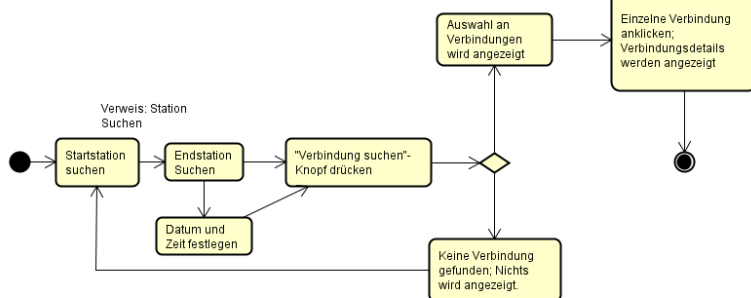 Auswahl an
Verbindungen
wird angezeigt
Einzelne Verbindung
anklicken;
Verbindungsdetails
werden angezeigt
Verweis: Station
Suchen
Startstation
suchen
Endstation
Suchen
"Verbindung suchen"-
Knopf drücken
Datum und
Zeit festlegen
Keine Verbindung
gefunden; Nichts
wird angezeigt.